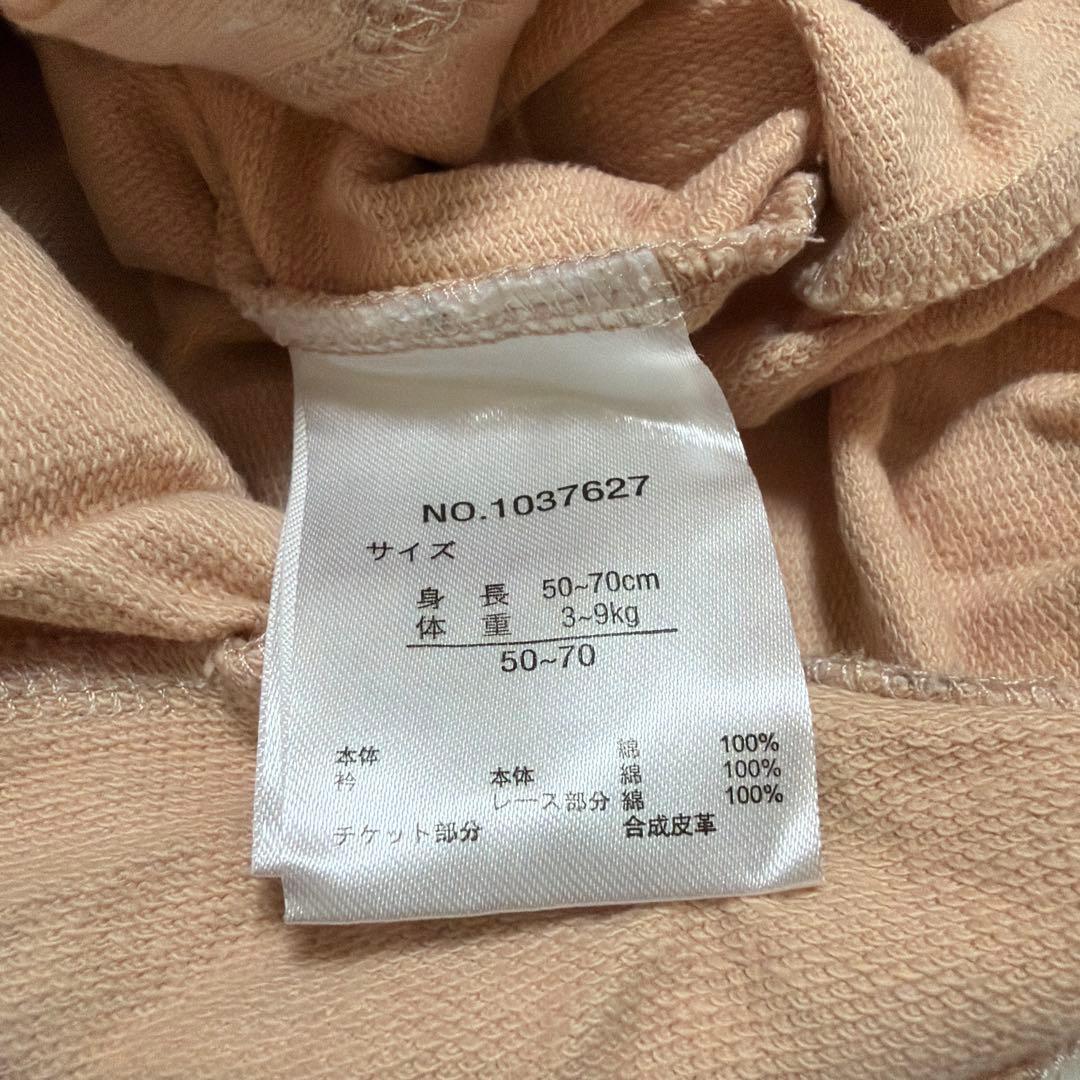 NO.1037627
サイズ
身 長 50~70cm
体 重 3~9kg
50~70
本体 綿 100%
衿 本体 綿 100%
レース部分 綿 100%
チケット部分 合成皮革